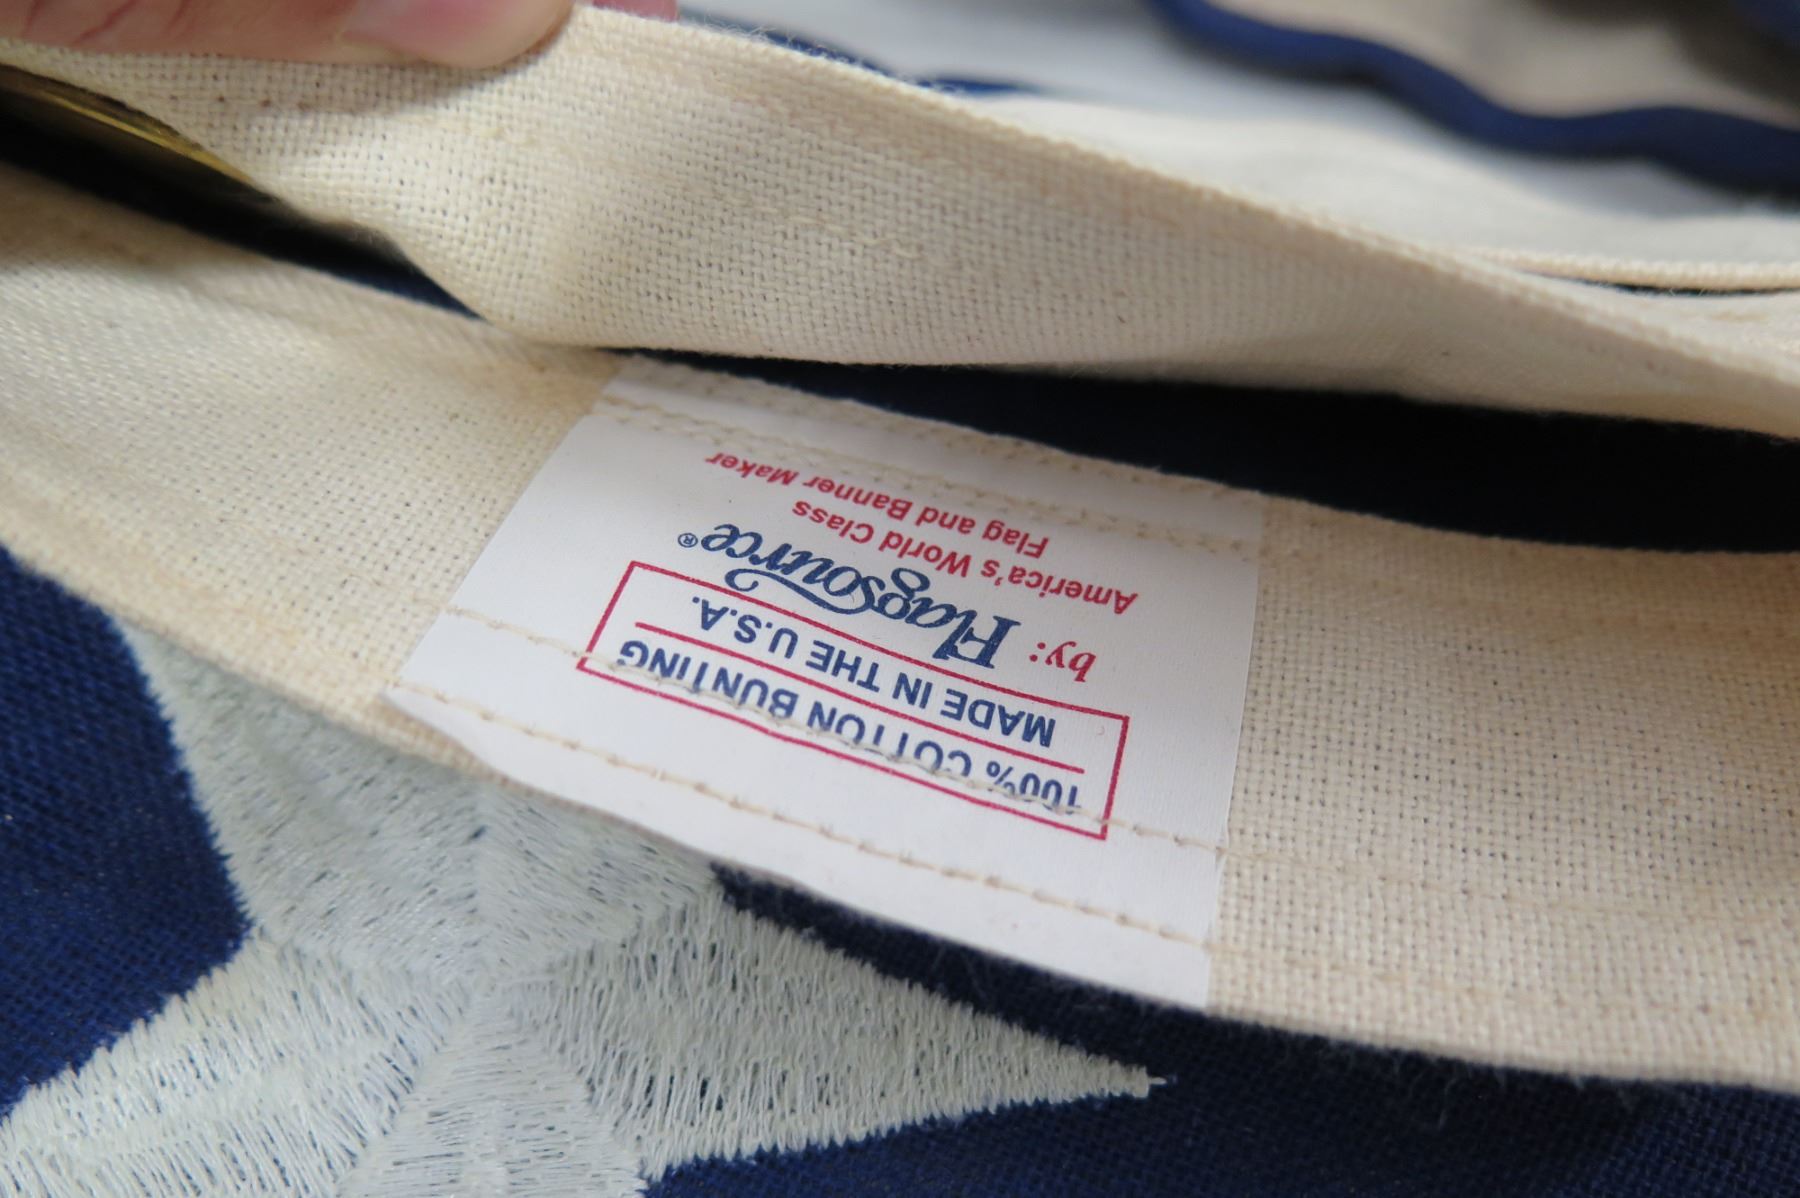 100% COTTON BUNTING
MADE IN THE U.S.A.
by: Flagsource®
America's World Class
Flag and Banner Maker